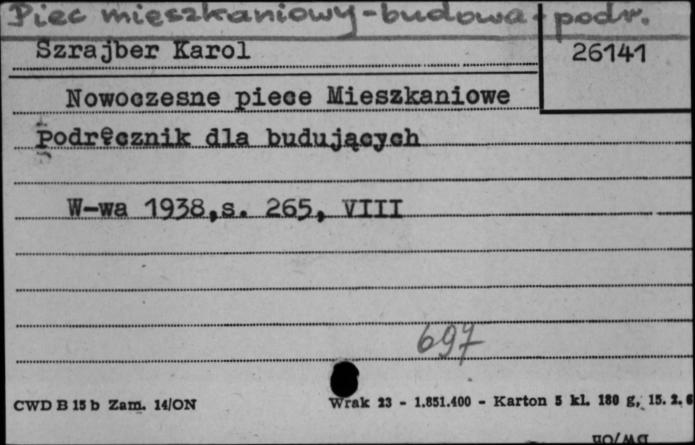 Piec mieszkaniowy - budowa - podr.
Szrajber Karol
26141
Nowoczesne piece Mieszkaniowe
Podręcznik dla budujących
W-wa 1938, s. 265, VIII
697
CWD B 15 b Zam. 14/ON
Wrak 23 - 1.851.400 - Karton 5 kl. 180 g. 15. 2. 6